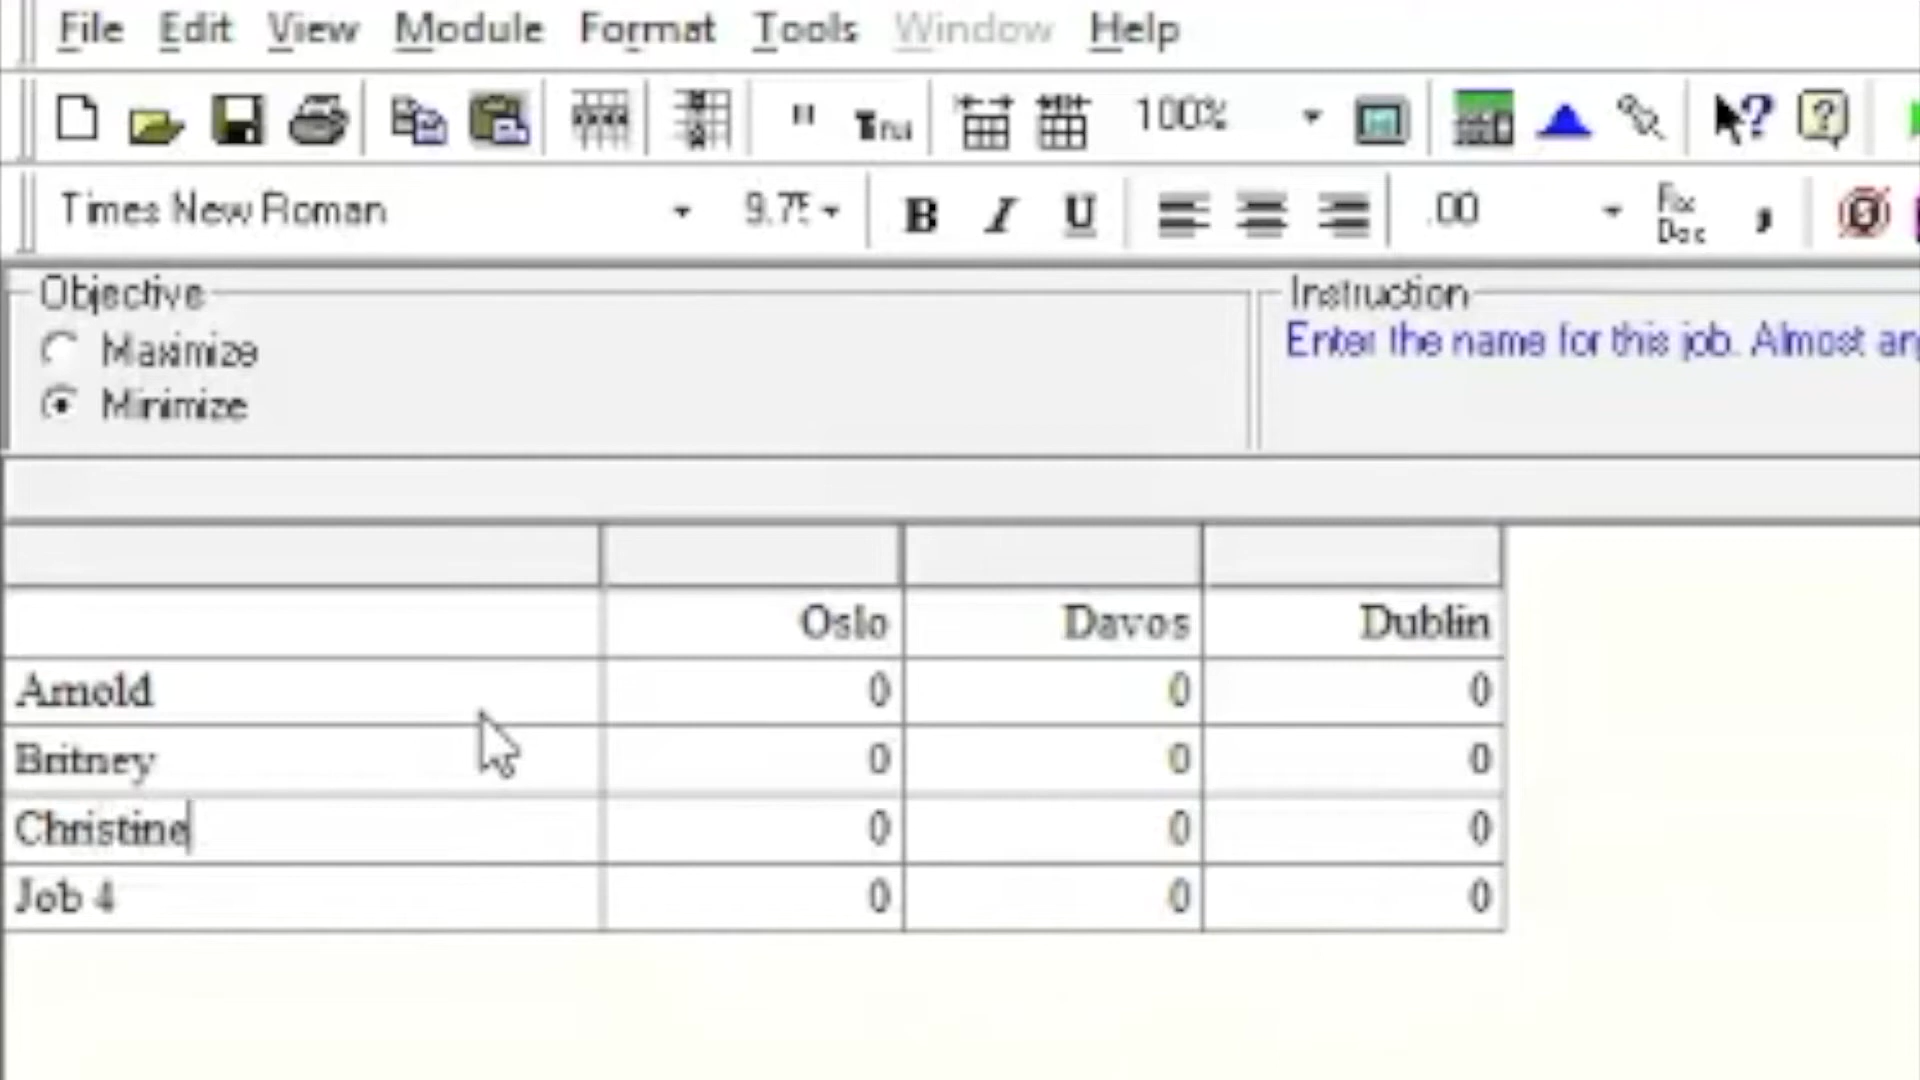 File Edit View Module Format Tools Window Help
100%
Times New Roman 9.75 B I U .00
Objective
Instruction
Maximize
Enter the name for this job. Almost
Minimize
Oslo Davos Dublin
Arnold 0 0 0
Britney 0 0 0
Christine 0 0 0
Job 4 0 0 0